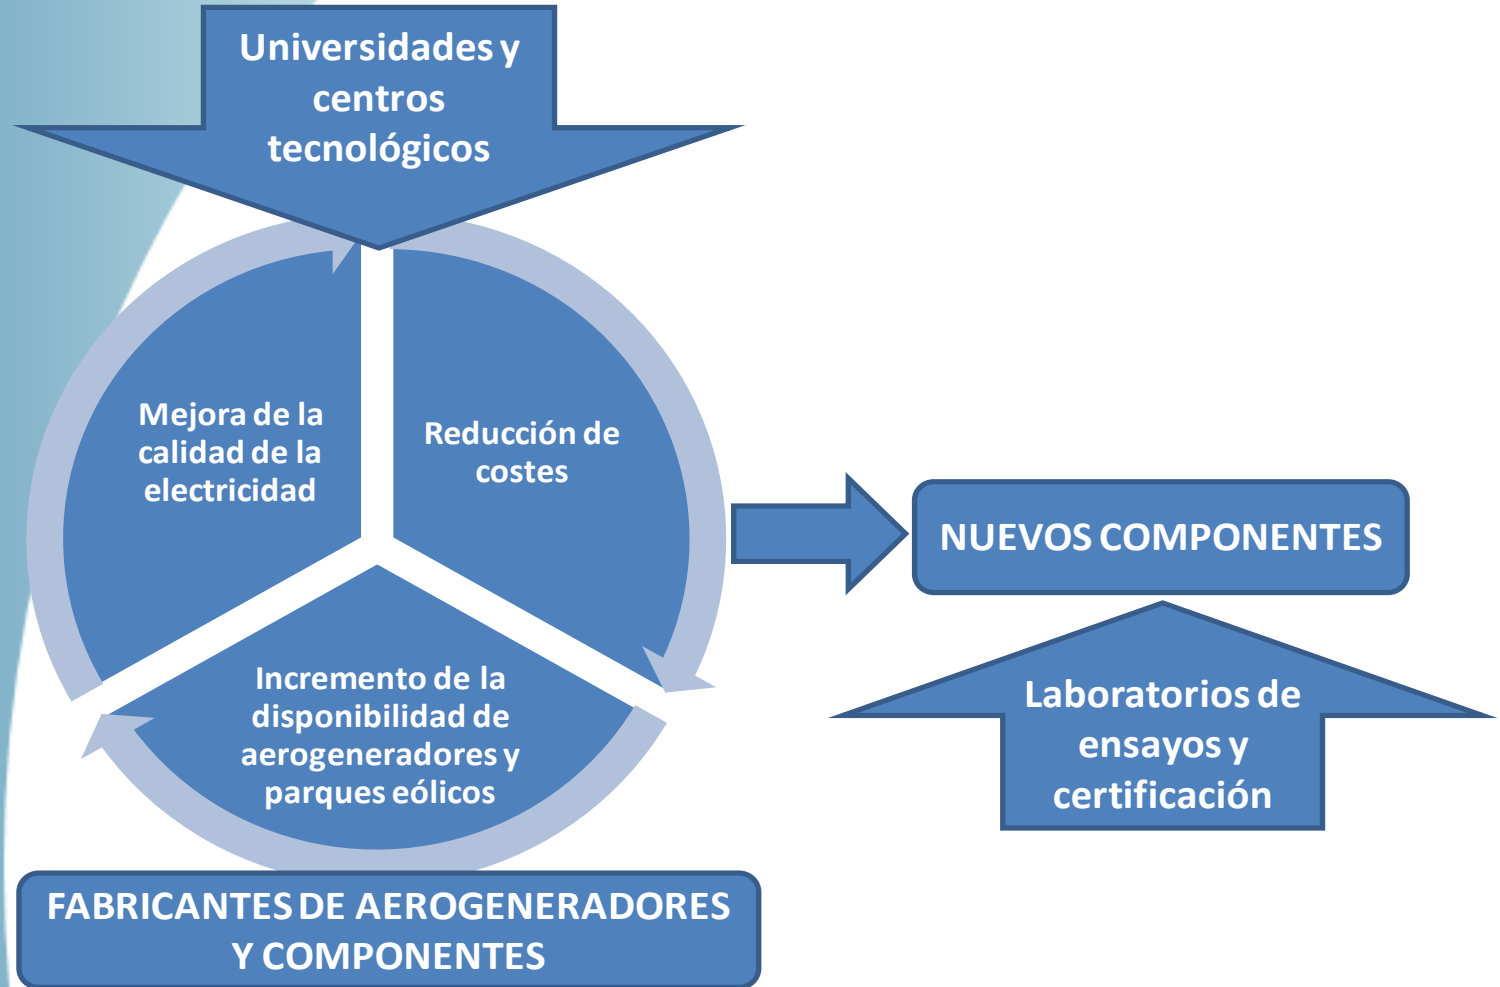 Universidades y
centros
tecnológicos
Mejora de la
calidad de la
electricidad
Reducción de
costes
Incremento de la
disponibilidad de
aerogeneradores y
parques eólicos
FABRICANTES DE AEROGENERADORES
Y COMPONENTES
NUEVOS COMPONENTES
Laboratorios de
ensayos y
certificación